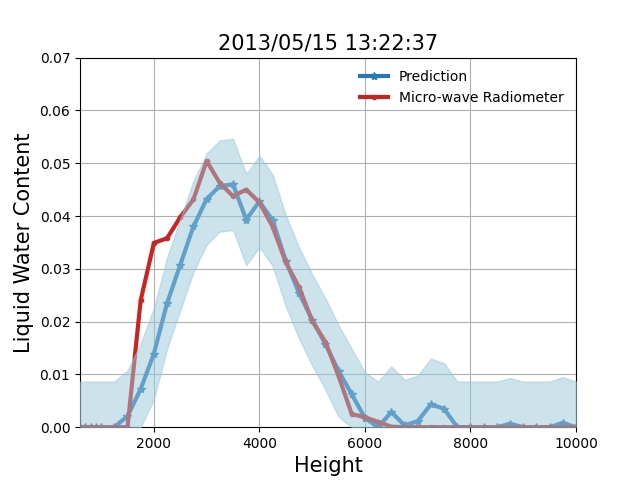 2013/05/15 13:22:37
Prediction
Micro-wave Radiometer
Liquid Water Content
0.07
0.06
0.05
0.04
0.03
0.02
0.01
0.00
2000 4000 6000 8000 10000
Height